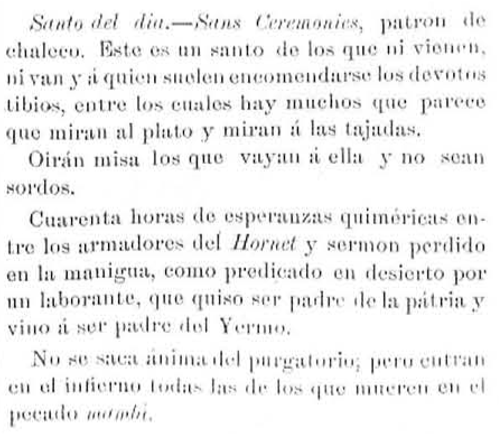 Santo del dia.—Sans Ceremonies, patron de
chaleco. Este es un santo de los que ni vienen,
ni van y á quien suelen encomendarse los devotos
tibios, entre los cuales hay muchos que parece
que miran al plato y miran á las tajadas.
Oirán misa los que vayan á ella y no sean
sordos.
Cuarenta horas de esperanzas quiméricas en-
tre los armadores del Hornet y sermon perdido
en la manigua, como predicado en desierto por
un laborante, que quiso ser padre de la pátria y
vino á ser padre del Yermo.
No se saca ánima del purgatorio; pero entran
en el infierno todas las de los que mueren en el
pecado mambí.